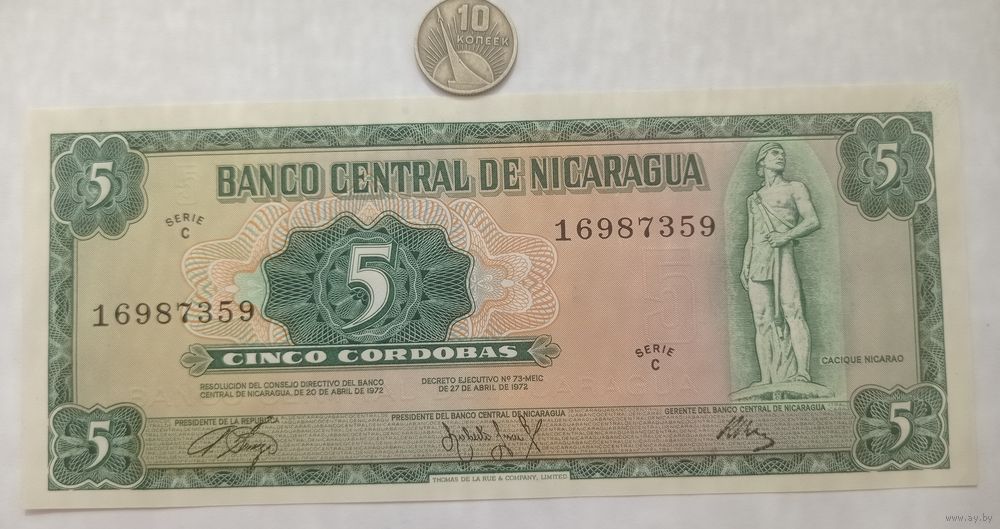 10
КОПЕЕК
5
BANCO CENTRAL DE NICARAGUA
5
SERIE
C
16987359
5
16987359
CINCO CORDOBAS
SERIE
C
CACIQUE NICARAO
RESOLUCION DEL CONSEJO DIRECTIVO DEL BANCO
CENTRAL DE NICARAGUA, DE 20 DE ABRIL DE 1972
DECRETO EJECUTIVO Nº 73-MEIC
DE 27 DE ABRIL DE 1972
5
PRESIDENTE DE LA REPUBLICA
PRESIDENTE DEL BANCO CENTRAL DE NICARAGUA
GERENTE DEL BANCO CENTRAL DE NICARAGUA
5
THOMAS DE LA RUE & COMPANY, LIMITED
www.ay.by